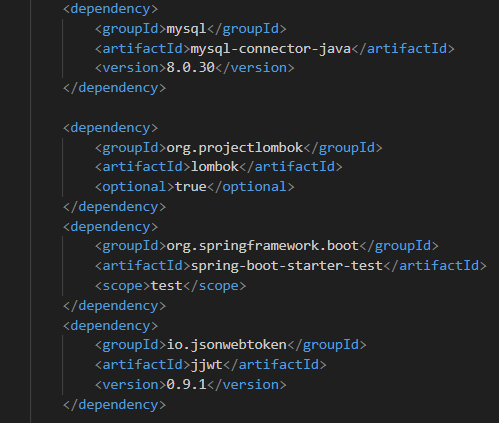 <dependency>
<groupId>mysql</groupId>
<artifactId>mysql-connector-java</artifactId>
<version>8.0.30</version>
</dependency>
<dependency>
<groupId>org.projectlombok</groupId>
<artifactId>lombok</artifactId>
<optional>true</optional>
</dependency>
<dependency>
<groupId>org.springframework.boot</groupId>
<artifactId>spring-boot-starter-test</artifactId>
<scope>test</scope>
</dependency>
<dependency>
<groupId>io.jsonwebtoken</groupId>
<artifactId>jjwt</artifactId>
<version>0.9.1</version>
</dependency>